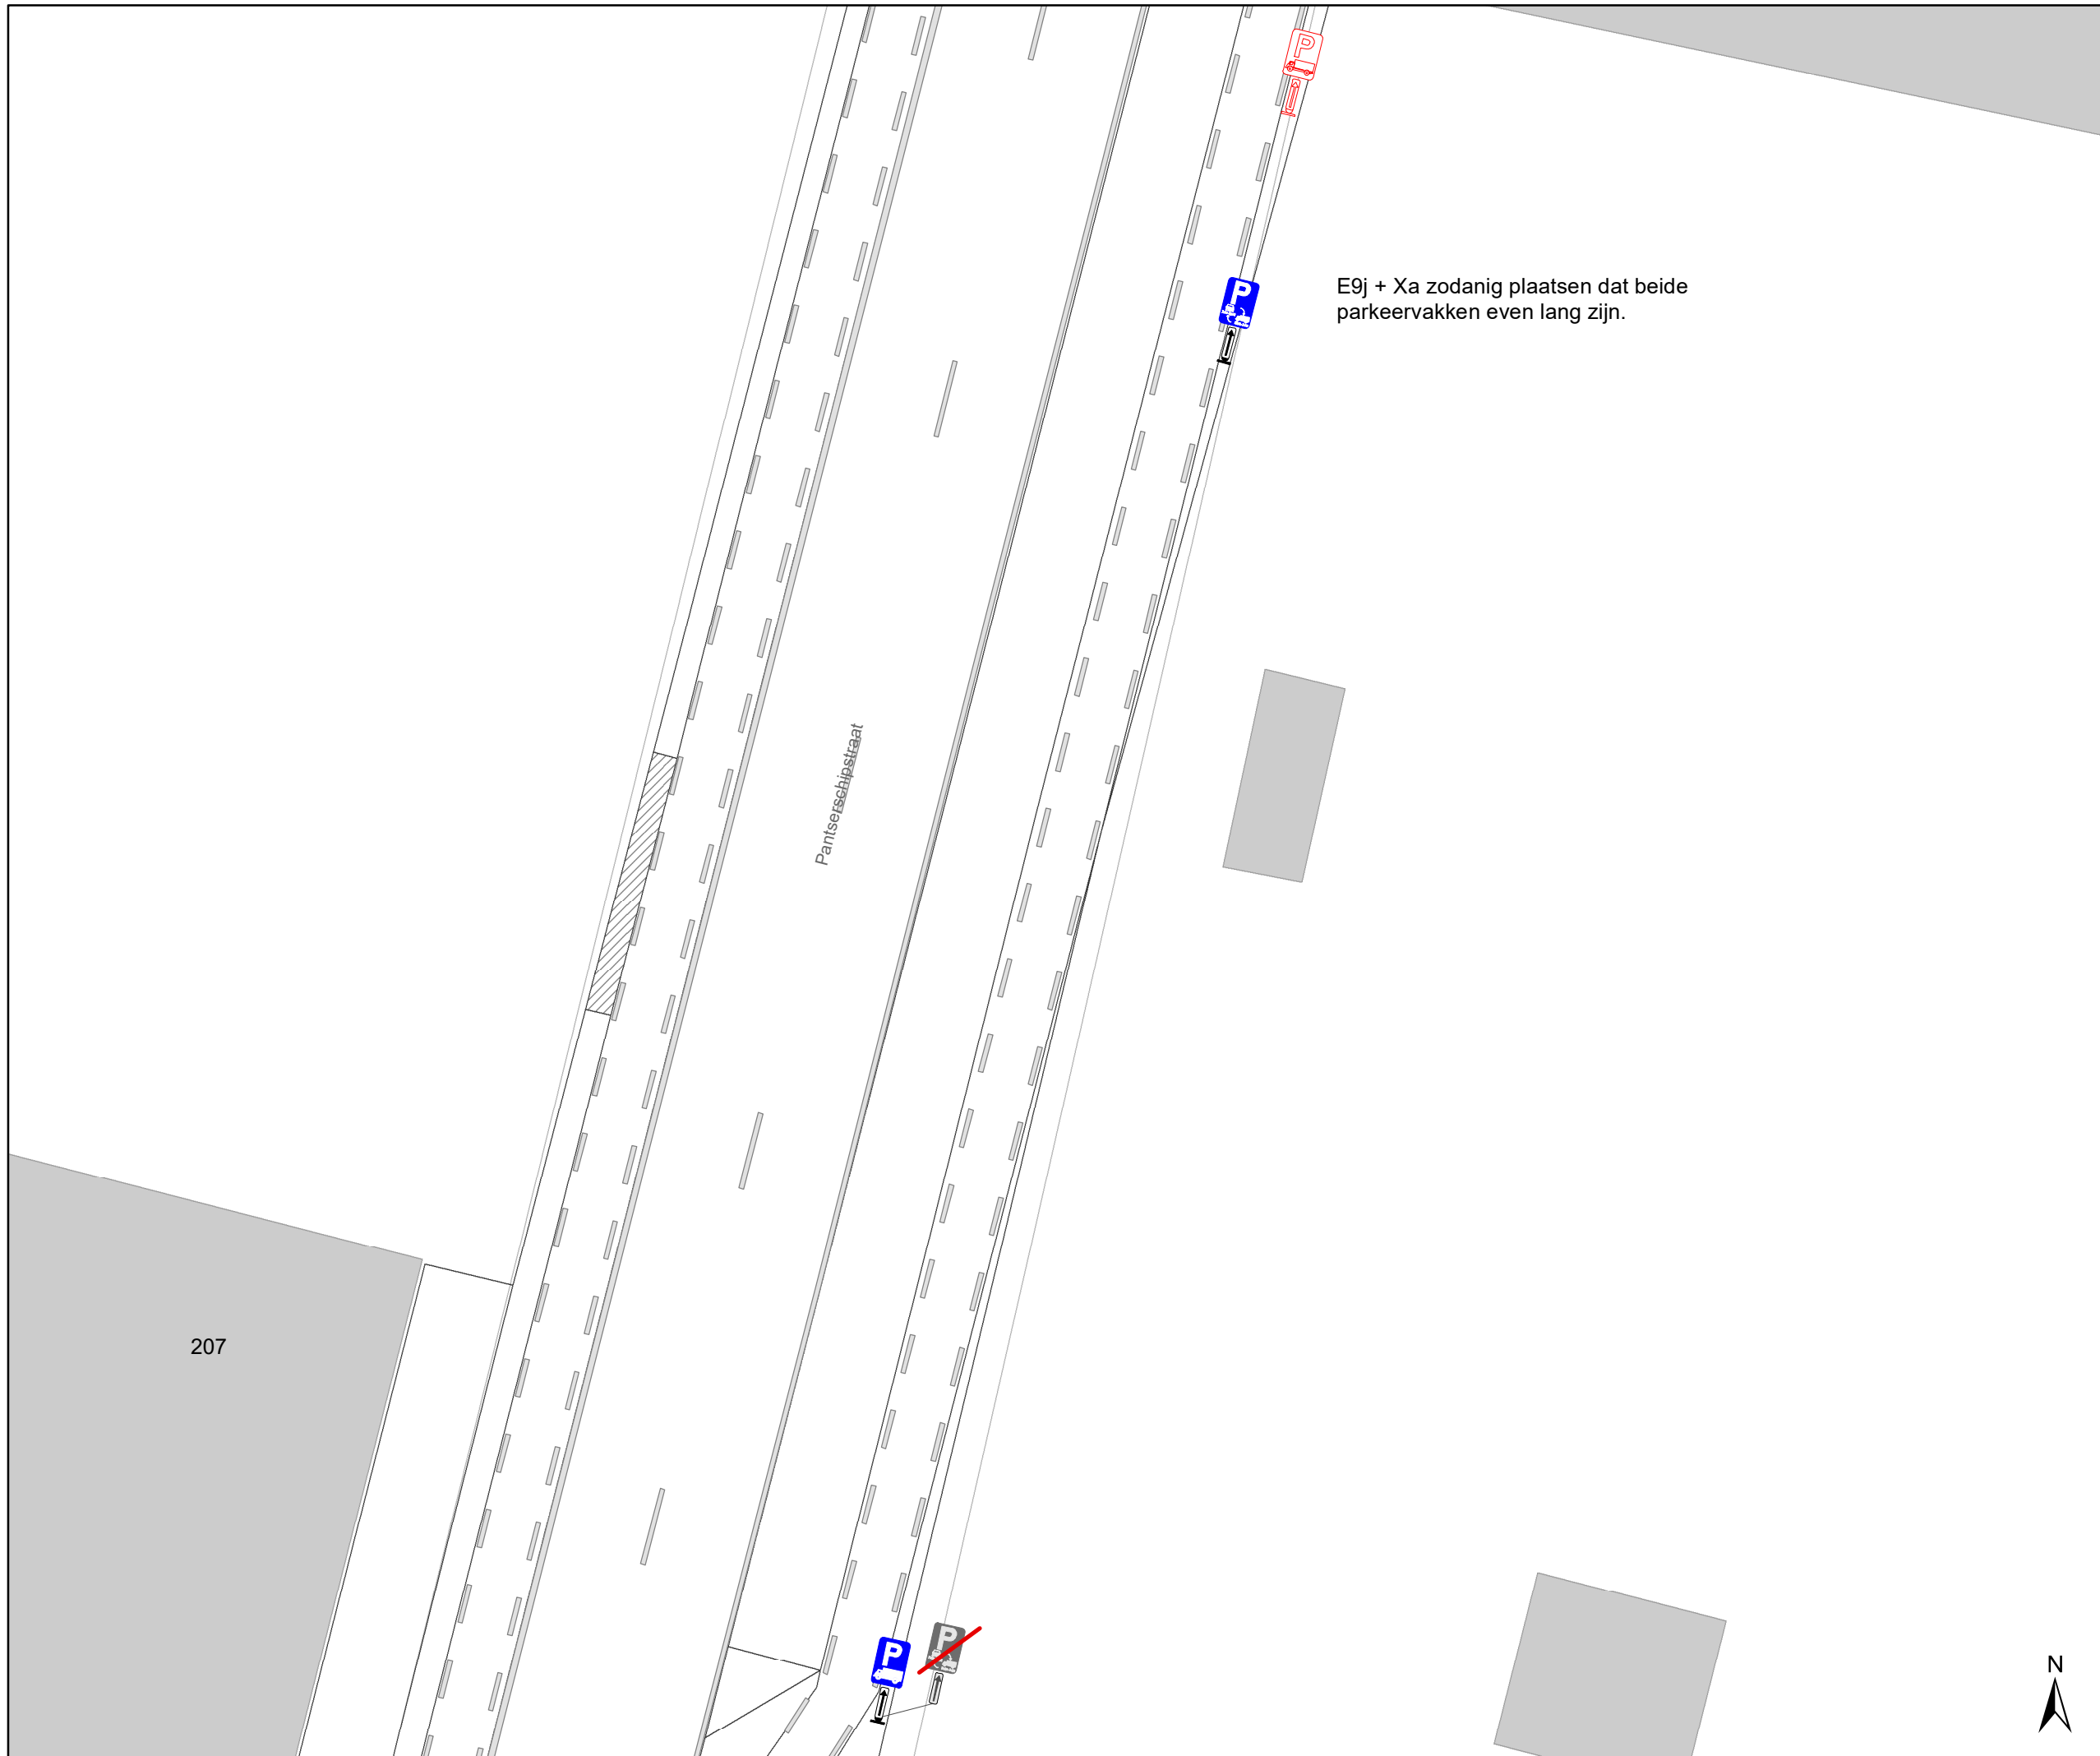 P
P
E9j + Xa zodanig plaatsen dat beide
parkeervakken even lang zijn.
Pantserschipstraat
207
P
P
N